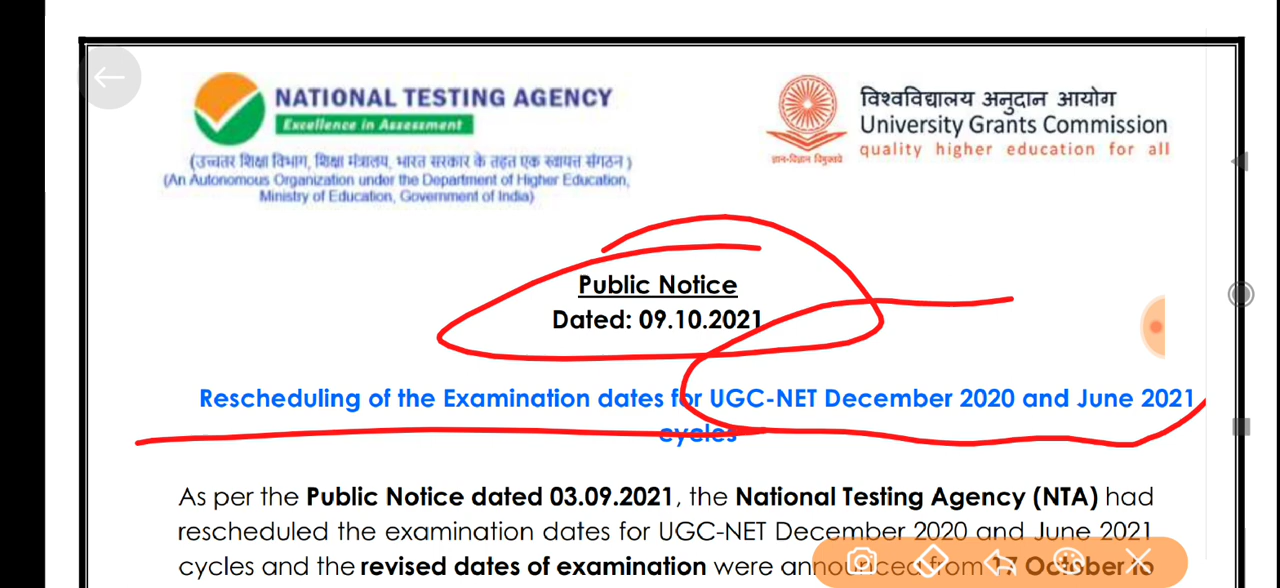 NATIONAL TESTING AGENCY
Excellence in Assessment
(उच्चतर शिक्षा विभाग, शिक्षा मंत्रालय, भारत सरकार के तहत एक स्वायत्त संगठन)
(An Autonomous Organization under the Department of Higher Education,
Ministry of Education, Government of India)
विश्वविद्यालय अनुदान आयोग
University Grants Commission
quality higher education for all
ज्ञान-विज्ञान विमुक्तये
Public Notice
Dated: 09.10.2021
Rescheduling of the Examination dates for UGC-NET December 2020 and June 2021
cycles
As per the Public Notice dated 03.09.2021, the National Testing Agency (NTA) had
rescheduled the examination dates for UGC-NET December 2020 and June 2021
cycles and the revised dates of examination were announced from 17 October to